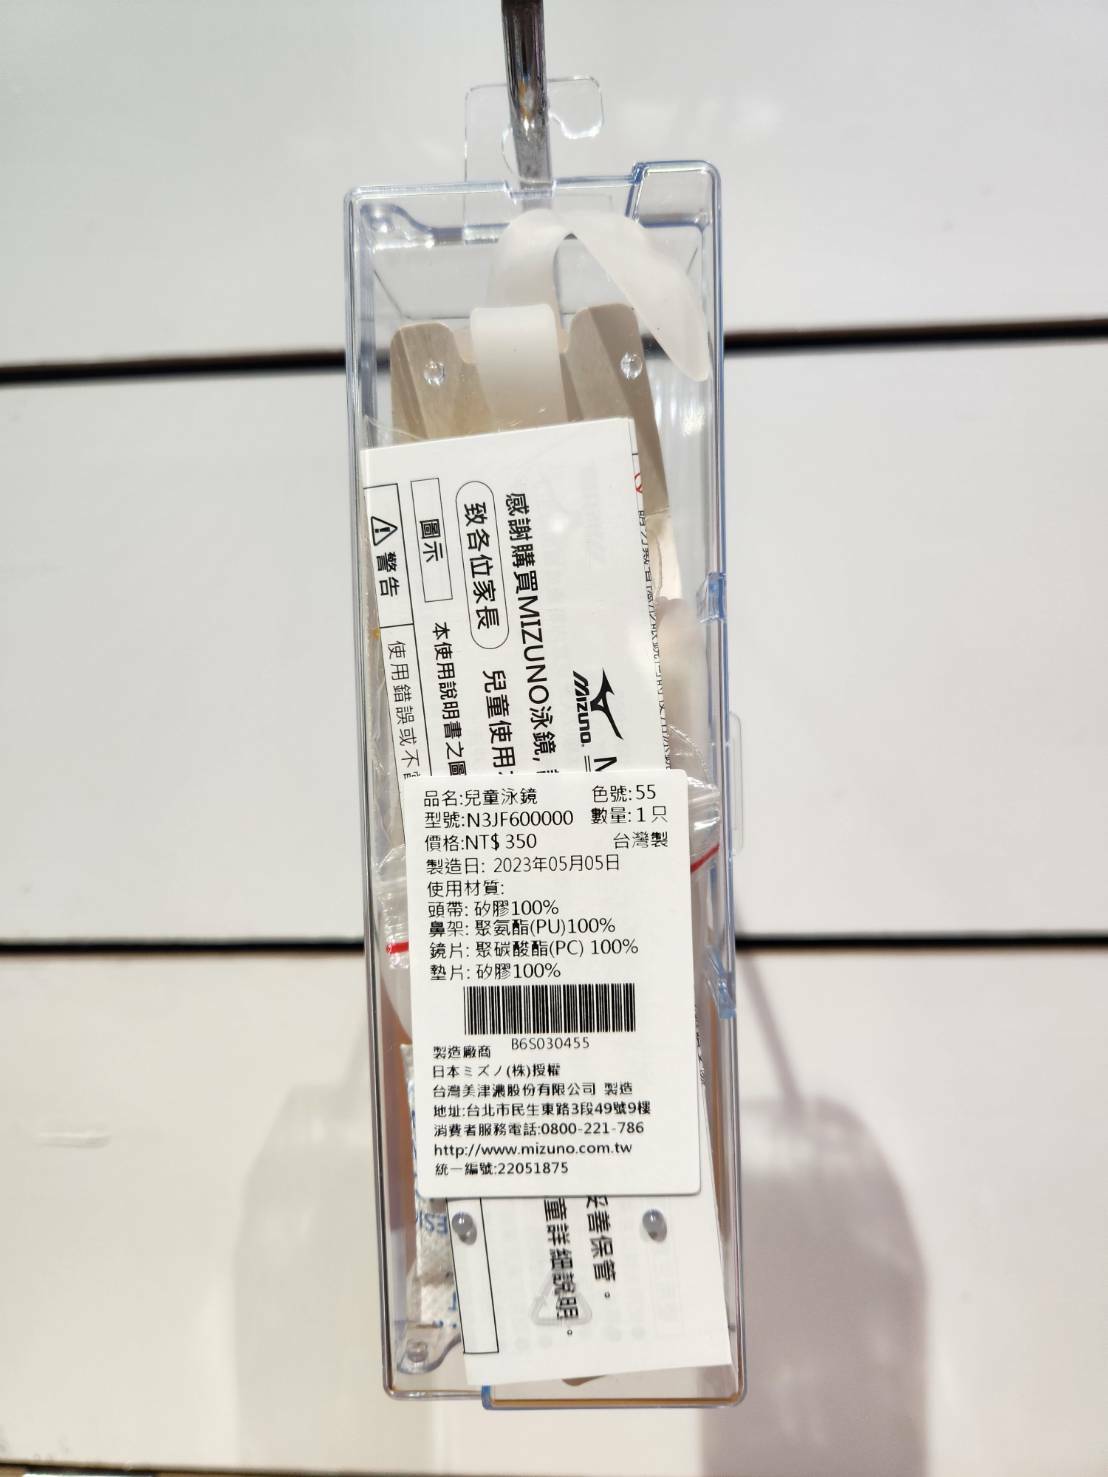 感謝購買MIZUNO泳鏡,
致各位家長
兒童使用
圖示
本使用說明書之圖
警告
使用錯誤或不
MIZUNO
品名:兒童泳鏡 色號:55
型號:N3JF600000 數量:1只
價格:NT$ 350 台灣製
製造日: 2023年05月05日
使用材質:
頭帶: 矽膠100%
鼻架: 聚氨酯(PU)100%
鏡片: 聚碳酸酯(PC) 100%
墊片: 矽膠100%
B6S030455
製造廠商
日本ミズノ(株)授權
台灣美津濃股份有限公司 製造
地址:台北市民生東路3段49號9樓
消費者服務電話:0800-221-786
http://www.mizuno.com.tw
統一編號:22051875
善保管。
童詳細說明。